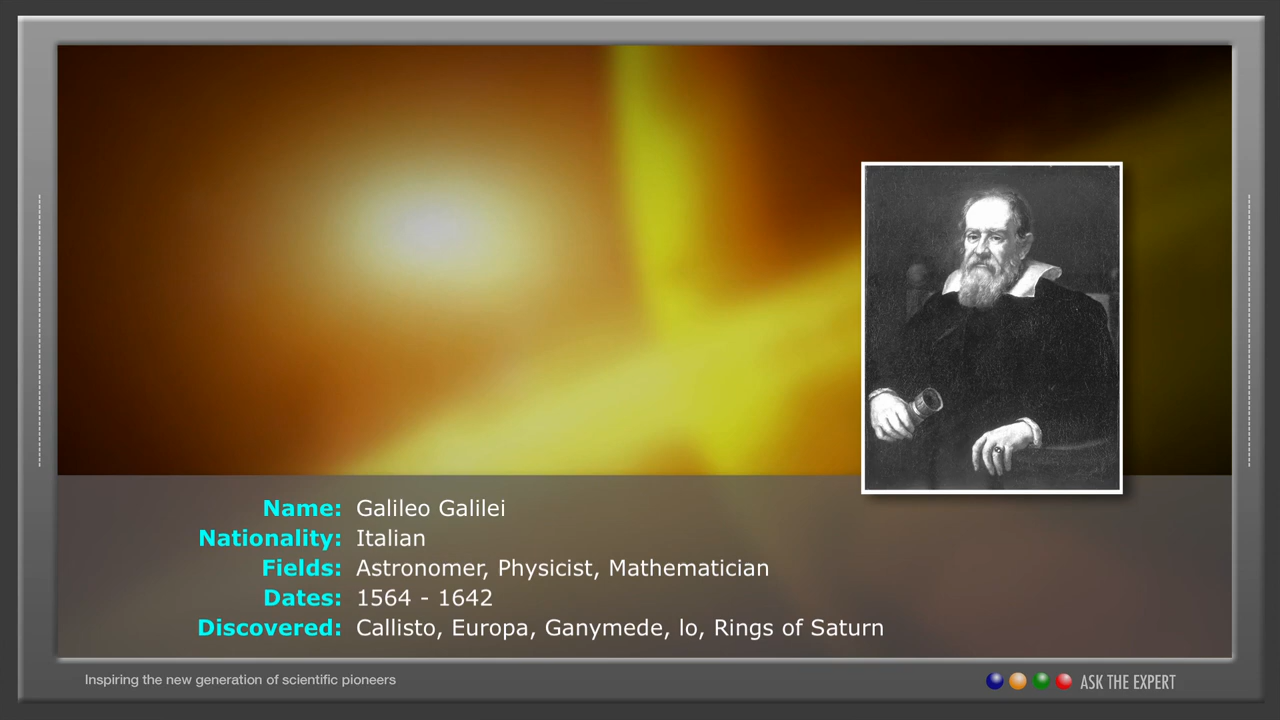 Name: Galileo Galilei
Nationality: Italian
Fields: Astronomer, Physicist, Mathematician
Dates: 1564 - 1642
Discovered: Callisto, Europa, Ganymede, lo, Rings of Saturn
Inspiring the new generation of scientific pioneers
ASK THE EXPERT